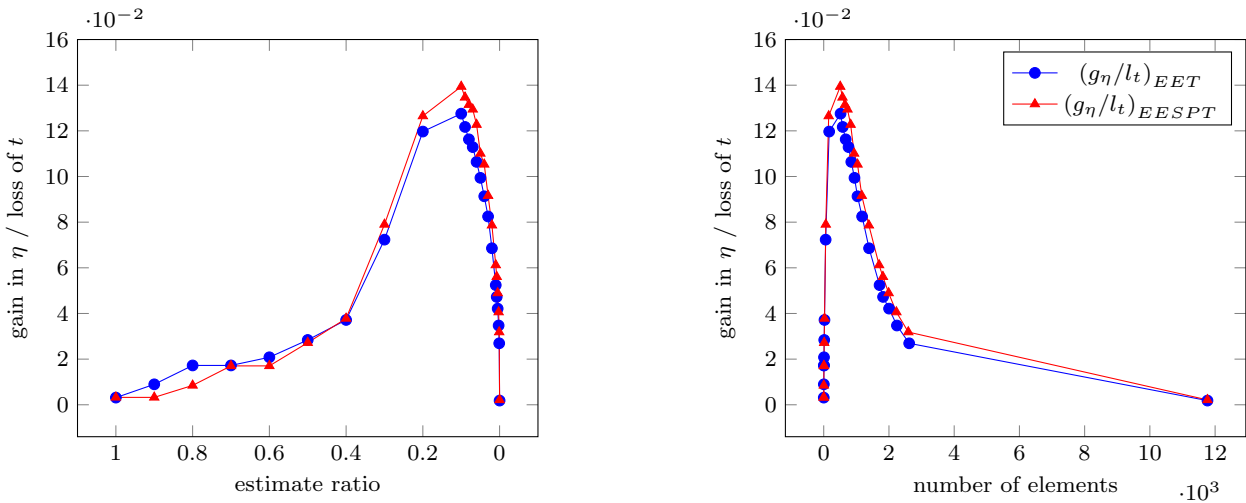 ·10⁻²
16
14
12
10
8
6
4
2
0
gain in η / loss of t
1 0.8 0.6 0.4 0.2 0
estimate ratio
·10⁻²
16
14
12
10
8
6
4
2
0
gain in η / loss of t
(gη/lt)EET
(gη/lt)EESPT
0 2 4 6 8 10 12
number of elements
·10³